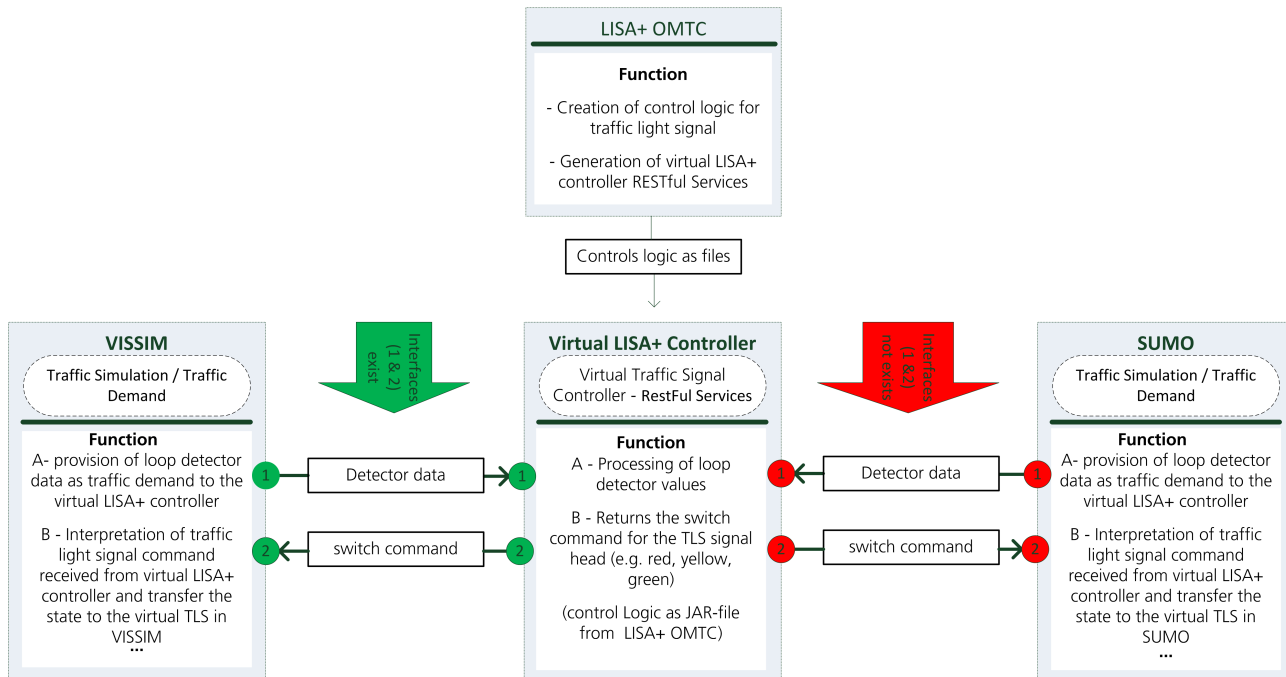 LISA+ OMTC
Function
- Creation of control logic for
traffic light signal
- Generation of virtual LISA+
controller RESTful Services
Controls logic as files
VISSIM
Traffic Simulation / Traffic
Demand
Function
A- provision of loop detector
data as traffic demand to the
virtual LISA+ controller
B - Interpretation of traffic
light signal command
received from virtual LISA+
controller and transfer the
state to the virtual TLS in
VISSIM
...
Interfaces
(1 & 2)
exist
1
Detector data
1
2
switch command
2
Virtual LISA+ Controller
Virtual Traffic Signal
Controller - RestFul Services
Function
A - Processing of loop
detector values
B - Returns the switch
command for the TLS signal
head (e.g. red, yellow,
green)
(control Logic as JAR-file
from LISA+ OMTC)
Interfaces
(1 &2)
not exists
1
Detector data
1
2
switch command
2
SUMO
Traffic Simulation / Traffic
Demand
Function
A- provision of loop detector
data as traffic demand to the
virtual LISA+ controller
B - Interpretation of traffic
light signal command
received from virtual LISA+
controller and transfer the
state to the virtual TLS in
SUMO
...